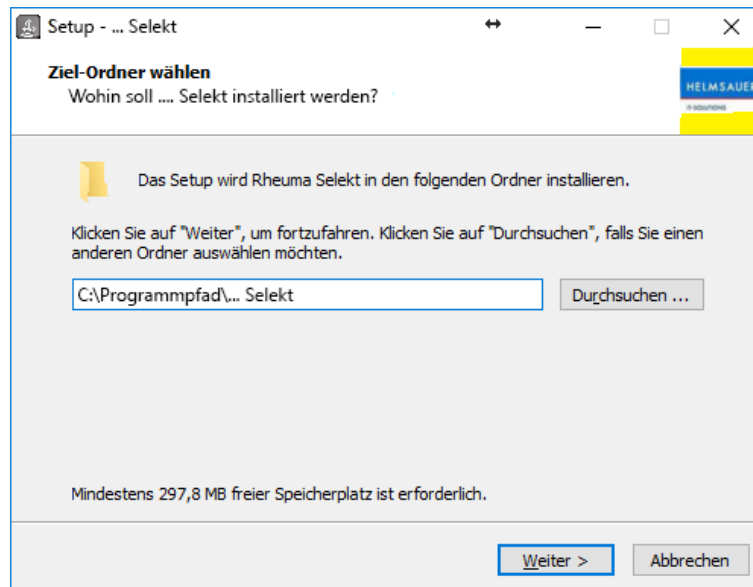 Setup - ... Selekt
Ziel-Ordner wählen
Wohin soll .... Selekt installiert werden?
HELMSAUER
IT-SOLUTIONS
Das Setup wird Rheuma Selekt in den folgenden Ordner installieren.
Klicken Sie auf "Weiter", um fortzufahren. Klicken Sie auf "Durchsuchen", falls Sie einen
anderen Ordner auswählen möchten.
C:\Programmpfad\... Selekt
Durchsuchen ...
Mindestens 297,8 MB freier Speicherplatz ist erforderlich.
Weiter >
Abbrechen